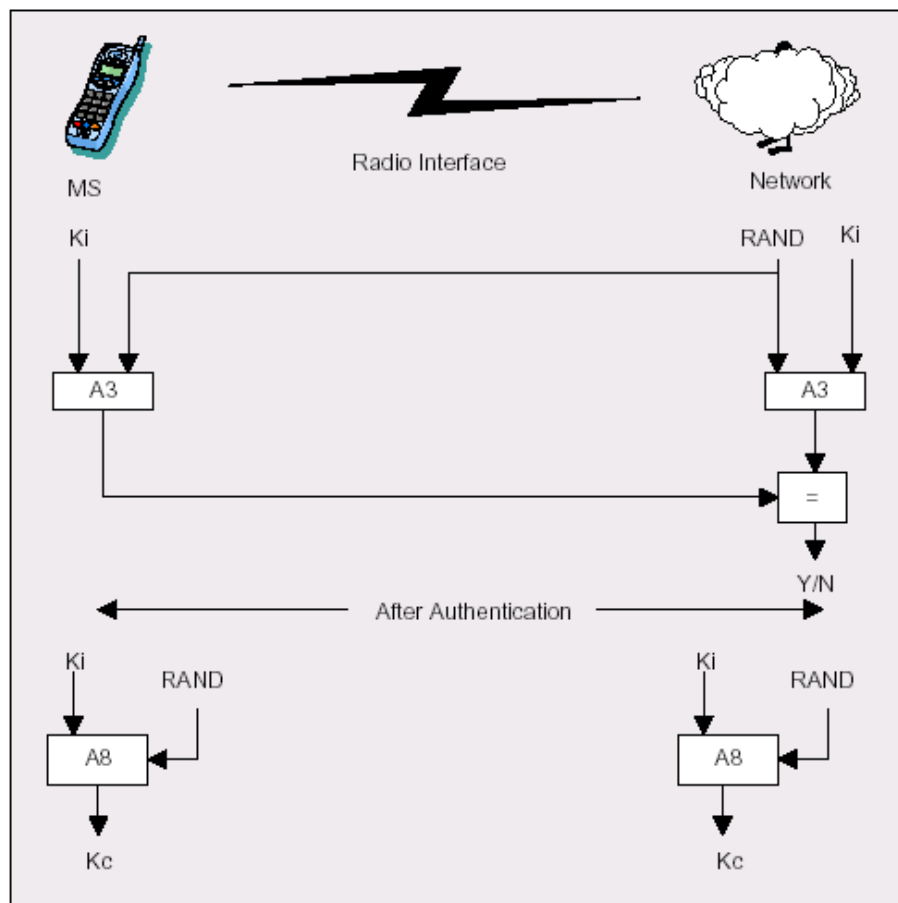 Radio Interface
MS
Network
Ki
RAND
Ki
A3
A3
=
Y/N
After Authentication
Ki
RAND
Ki
RAND
A8
A8
Kc
Kc